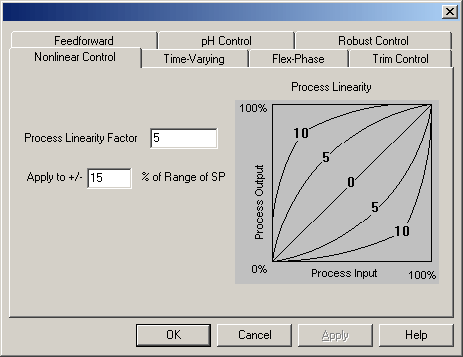 Feedforward pH Control Robust Control
Nonlinear Control Time-Varying Flex-Phase Trim Control
Process Linearity
100%
10
Process Linearity Factor 5
5
Apply to +/- 15 % of Range of SP
0
5
10
Process Output
0%
Process Input
100%
OK Cancel Apply Help